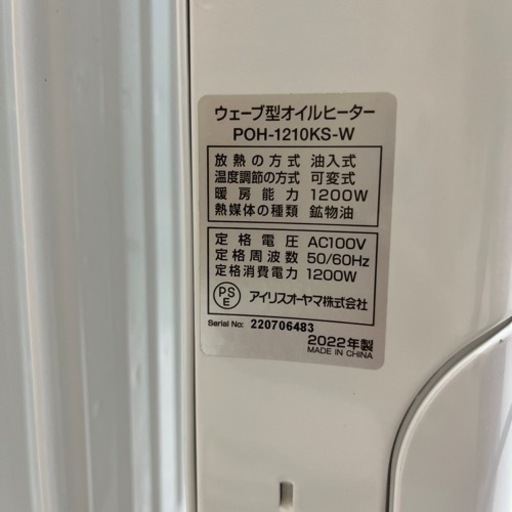 ウェーブ型オイルヒーター
POH-1210KS-W
放熱の方式 油入式
温度調節の方式 可変式
暖房能力 1200W
熱媒体の種類 鉱物油
定格電圧 AC100V
定格周波数 50/60Hz
定格消費電力 1200W
PSE アイリスオーヤマ株式会社
Serial No: 220706483
2022年製
MADE IN CHINA